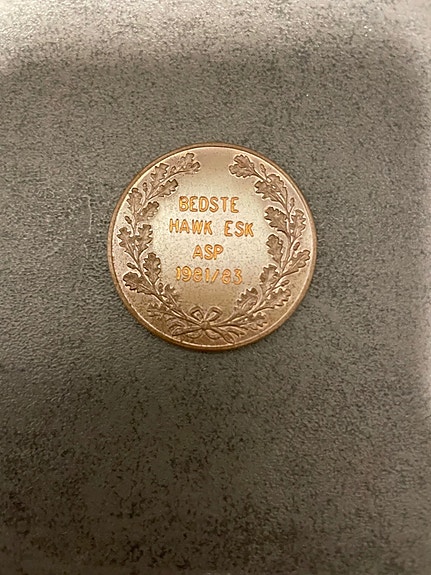 BEDSTE
HAWK ESK
ASP
1981/83